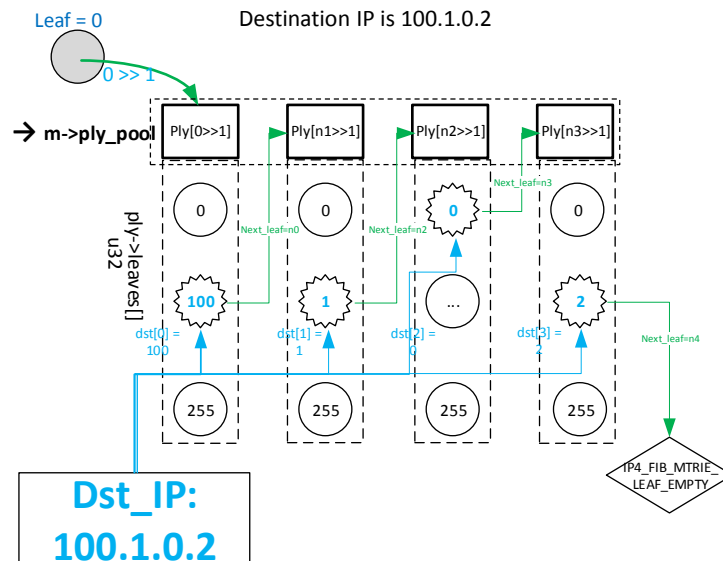 Leaf = 0
Destination IP is 100.1.0.2
0 >> 1
→ m->ply_pool
Ply[0>>1]
Ply[n1>>1]
Ply[n2>>1]
Ply[n3>>1]
ply->leaves[]
u32
0
0
0
0
Next_leaf=n0
Next_leaf=n2
Next_leaf=n3
100
1
...
2
dst[0] =
100
dst[1] =
1
dst[2] =
0
dst[3] =
2
Next_leaf=n4
255
255
255
255
IP4_FIB_MTRIE_
LEAF_EMPTY
Dst_IP:
100.1.0.2